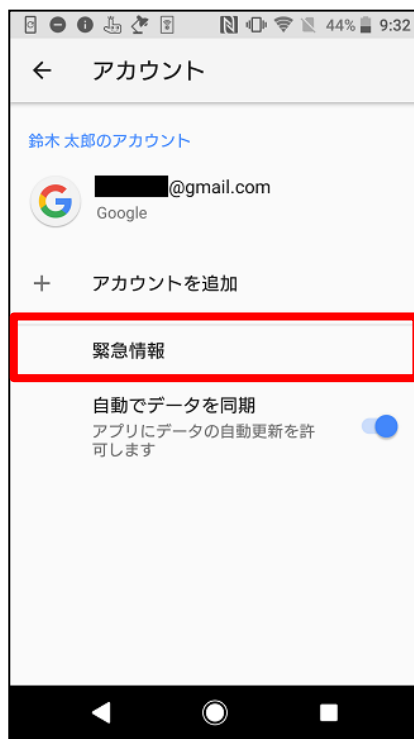 44% 9:32
アカウント
鈴木 太郎のアカウント
@gmail.com
Google
アカウントを追加
緊急情報
自動でデータを同期
アプリにデータの自動更新を許
可します